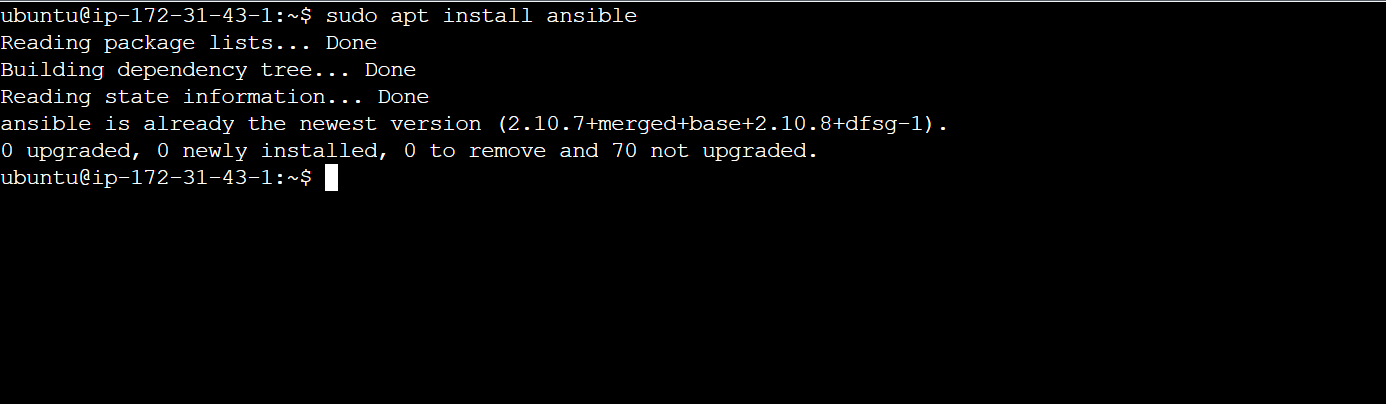 ubuntu@ip-172-31-43-1:~$ sudo apt install ansible
Reading package lists... Done
Building dependency tree... Done
Reading state information... Done
ansible is already the newest version (2.10.7+merged+base+2.10.8+dfsg-1).
0 upgraded, 0 newly installed, 0 to remove and 70 not upgraded.
ubuntu@ip-172-31-43-1:~$